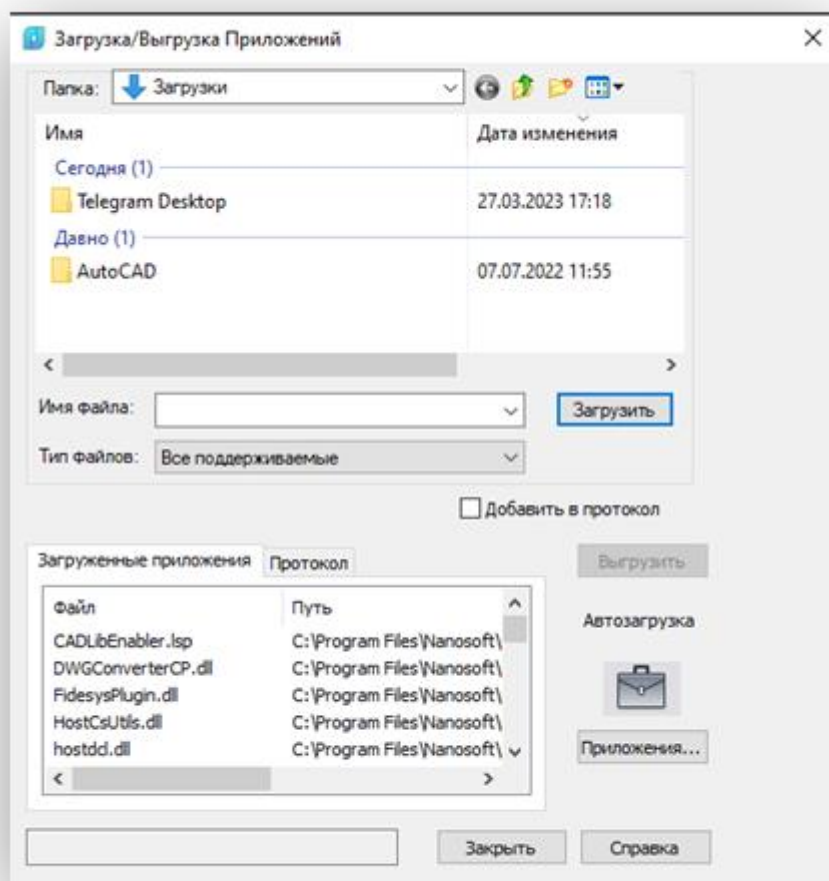 Загрузка/Выгрузка Приложений
Папка: Загрузки
Имя Дата изменения
Сегодня (1)
Telegram Desktop 27.03.2023 17:18
Давно (1)
AutoCAD 07.07.2022 11:55
Имя файла: Загрузить
Тип файлов: Все поддерживаемые
Добавить в протокол
Загруженные приложения Протокол Выгрузить
Файл Путь
Автозагрузка
CADLibEnabler.lsp C:\Program Files\Nanosoft\
DWGConverterCP.dll C:\Program Files\Nanosoft\
FidesysPlugin.dll C:\Program Files\Nanosoft\
HostCsUtils.dll C:\Program Files\Nanosoft\
hostdcl.dll C:\Program Files\Nanosoft\ Приложения...
Закрыть Справка